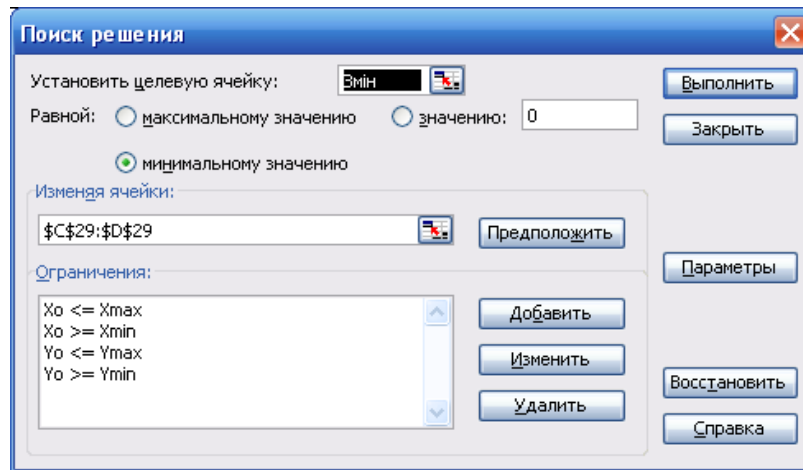 Поиск решения
Установить целевую ячейку: Змін
Выполнить
Равной: максимальному значению значению: 0
Закрыть
минимальному значению
Изменяя ячейки:
$C$29:$D$29
Предположить
Ограничения:
Параметры
Xo <= Xmax
Xo >= Xmin
Yo <= Ymax
Yo >= Ymin
Добавить
Изменить
Удалить
Восстановить
Справка